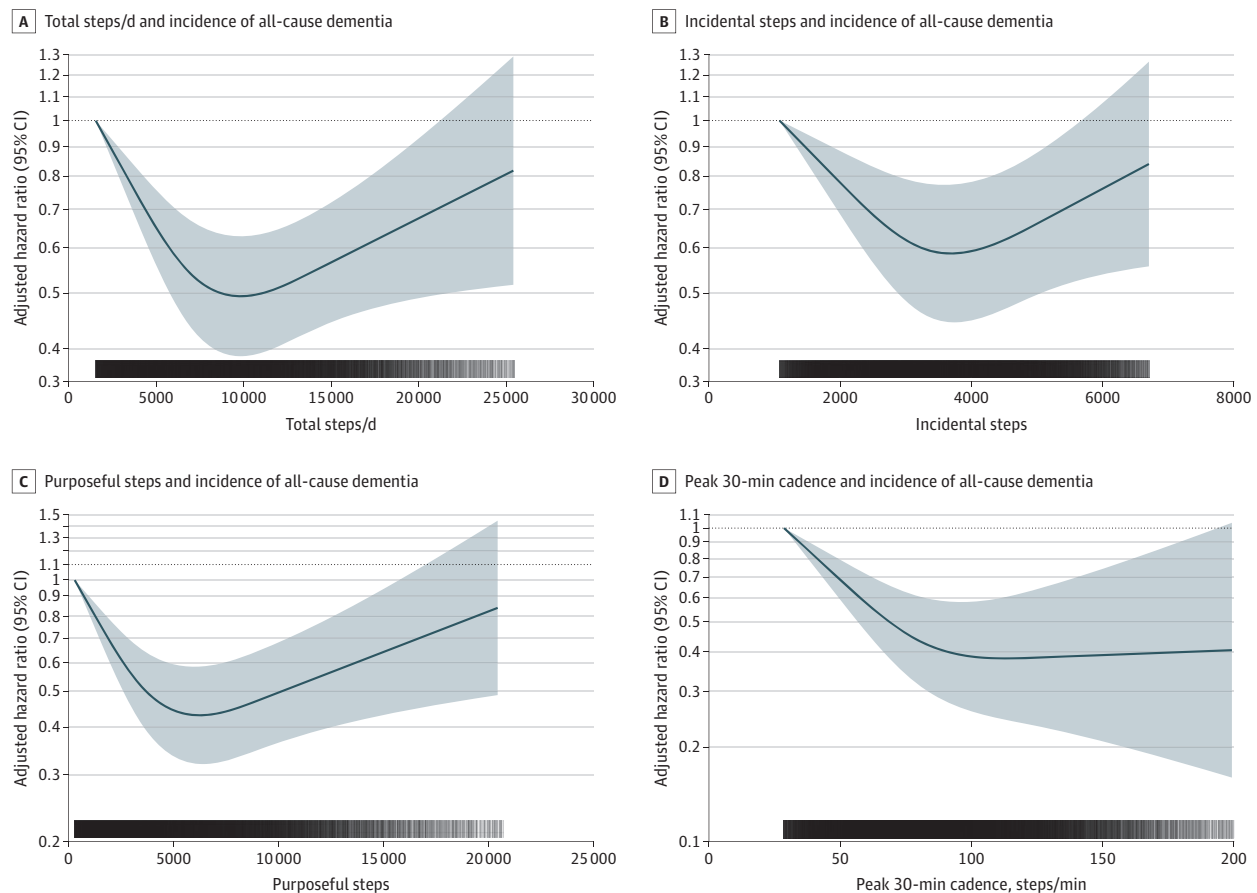 A Total steps/d and incidence of all-cause dementia
1.3
1.2
1.1
1
0.9
0.8
0.7
0.6
0.5
0.4
0.3
Adjusted hazard ratio (95% CI)
0 5000 10000 15000 20000 25000 30000
Total steps/d
B Incidental steps and incidence of all-cause dementia
1.3
1.2
1.1
1
0.9
0.8
0.7
0.6
0.5
0.4
0.3
Adjusted hazard ratio (95% CI)
0 2000 4000 6000 8000
Incidental steps
C Purposeful steps and incidence of all-cause dementia
1.5
1.3
1.1
1
0.9
0.8
0.7
0.6
0.5
0.4
0.3
0.2
Adjusted hazard ratio (95% CI)
0 5000 10000 15000 20000 25000
Purposeful steps
D Peak 30-min cadence and incidence of all-cause dementia
1.1
1
0.9
0.8
0.7
0.6
0.5
0.4
0.3
0.2
0.1
Adjusted hazard ratio (95% CI)
0 50 100 150 200
Peak 30-min cadence, steps/min